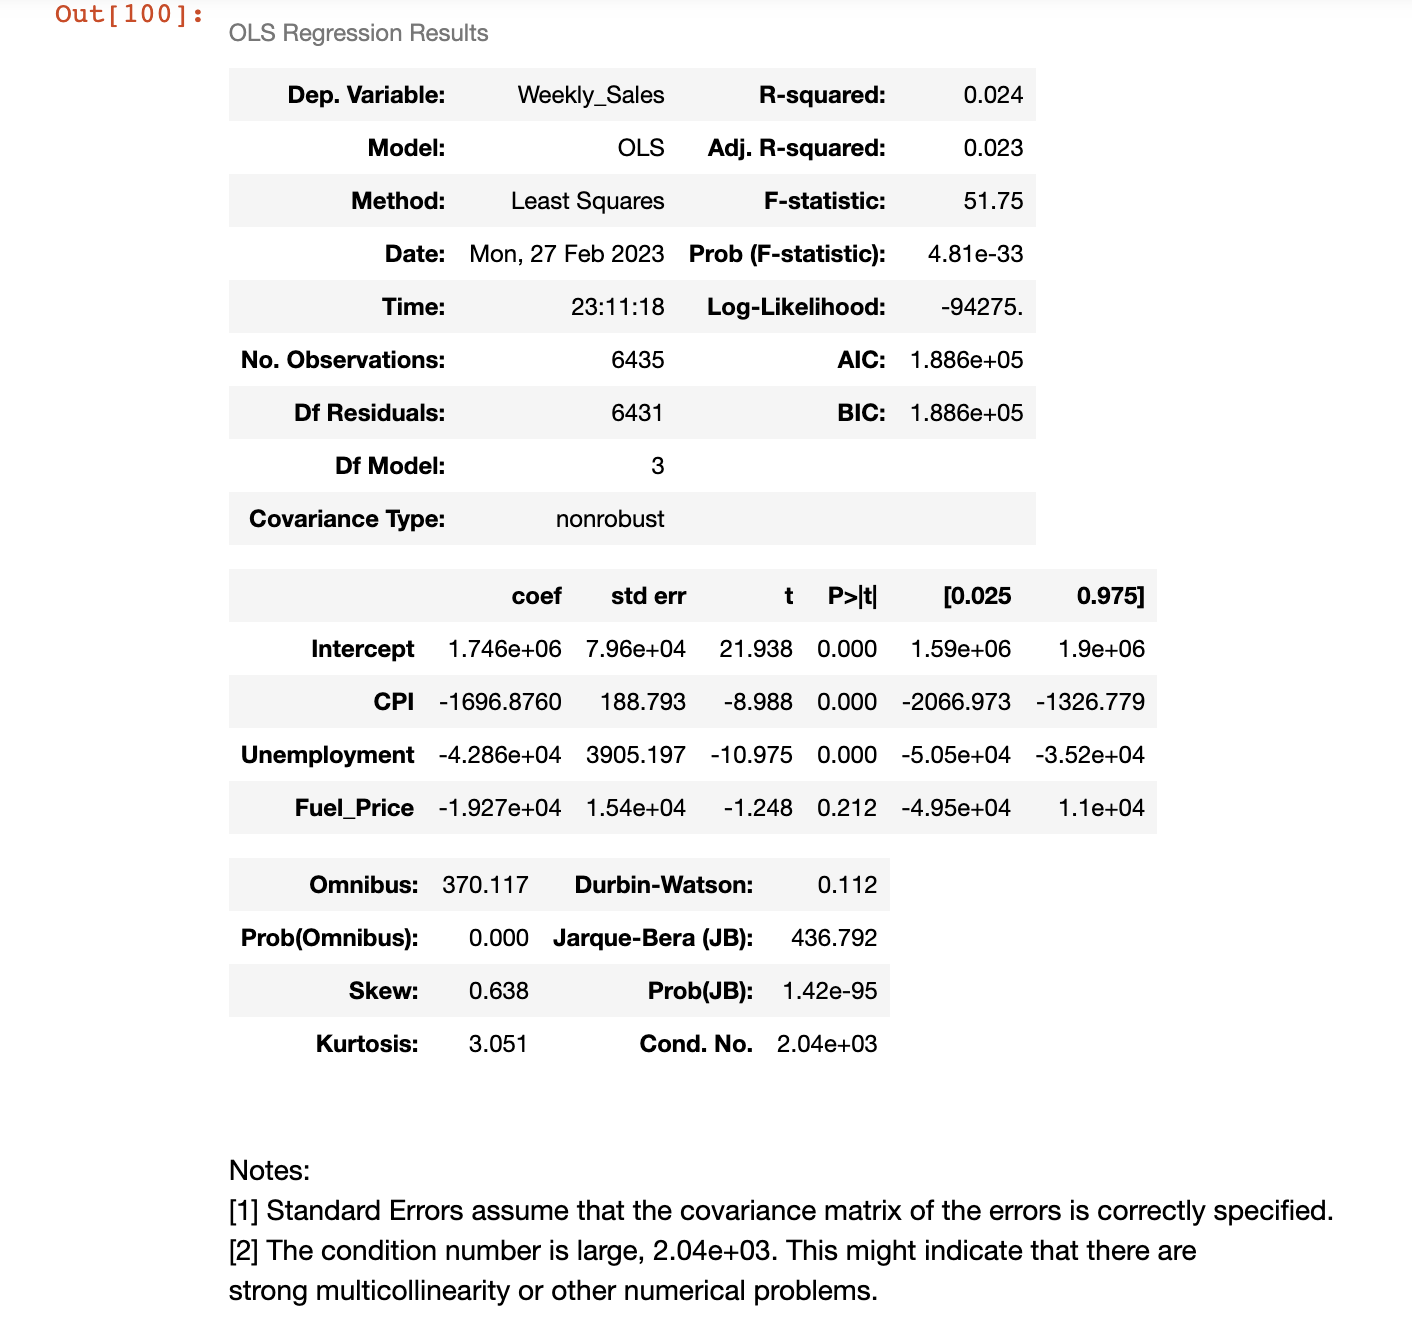 Out[100]:
OLS Regression Results
Dep. Variable: Weekly_Sales R-squared: 0.024
Model: OLS Adj. R-squared: 0.023
Method: Least Squares F-statistic: 51.75
Date: Mon, 27 Feb 2023 Prob (F-statistic): 4.81e-33
Time: 23:11:18 Log-Likelihood: -94275.
No. Observations: 6435 AIC: 1.886e+05
Df Residuals: 6431 BIC: 1.886e+05
Df Model: 3
Covariance Type: nonrobust
coef std err t P>|t| [0.025 0.975]
Intercept 1.746e+06 7.96e+04 21.938 0.000 1.59e+06 1.9e+06
CPI -1696.8760 188.793 -8.988 0.000 -2066.973 -1326.779
Unemployment -4.286e+04 3905.197 -10.975 0.000 -5.05e+04 -3.52e+04
Fuel_Price -1.927e+04 1.54e+04 -1.248 0.212 -4.95e+04 1.1e+04
Omnibus: 370.117 Durbin-Watson: 0.112
Prob(Omnibus): 0.000 Jarque-Bera (JB): 436.792
Skew: 0.638 Prob(JB): 1.42e-95
Kurtosis: 3.051 Cond. No. 2.04e+03
Notes:
[1] Standard Errors assume that the covariance matrix of the errors is correctly specified.
[2] The condition number is large, 2.04e+03. This might indicate that there are
strong multicollinearity or other numerical problems.